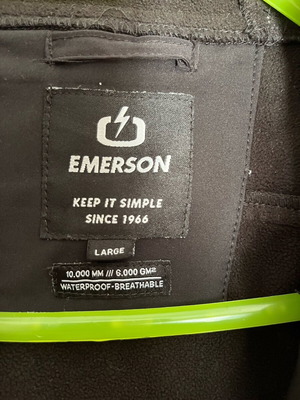 EMERSON
KEEP IT SIMPLE
SINCE 1966
LARGE
10.000 MM /// 6.000 GM²
WATERPROOF-BREATHABLE